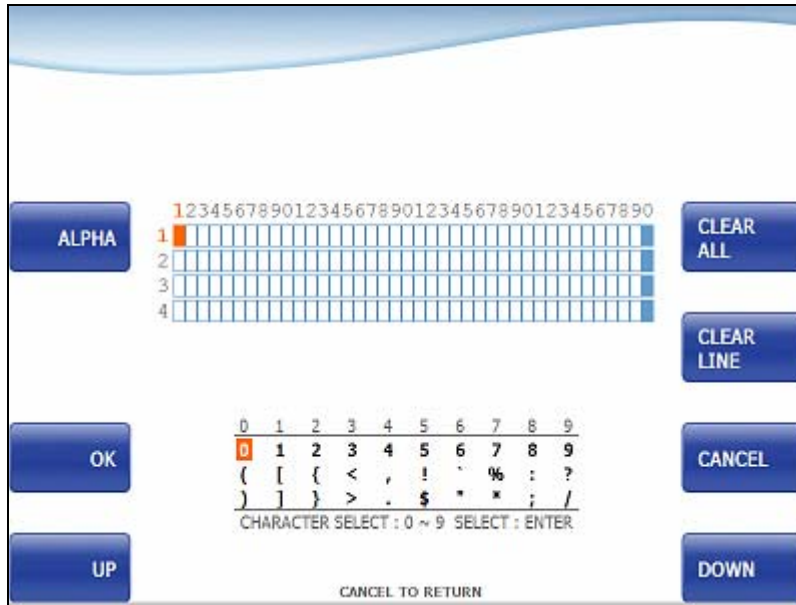 1234567890123456789012345678901234567890
ALPHA
1
2
3
4
CLEAR
ALL
CLEAR
LINE
0 1 2 3 4 5 6 7 8 9
0 1 2 3 4 5 6 7 8 9
( [ { < , ! ` % : ?
) ] } > . $ " * ; /
CHARACTER SELECT : 0 ~ 9 SELECT : ENTER
OK
CANCEL
UP
DOWN
CANCEL TO RETURN